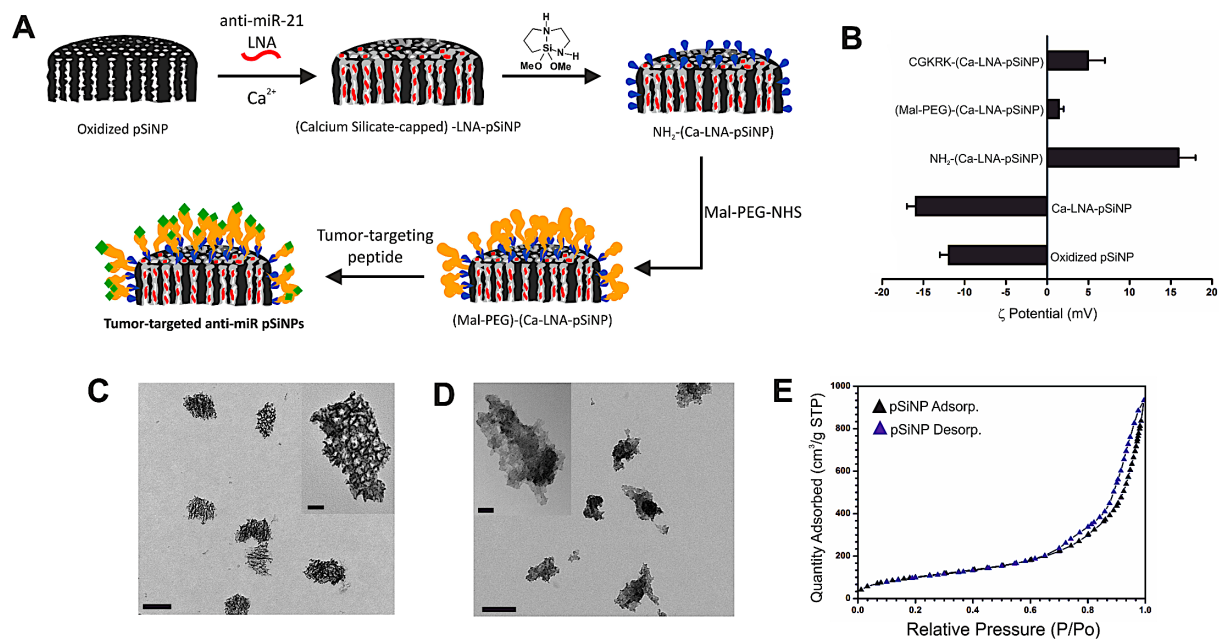 A
anti-miR-21
LNA
Ca²⁺
Oxidized pSiNP
(Calcium Silicate-capped) -LNA-pSiNP
H
N
Si
N
H
MeO
OMe
NH₂-(Ca-LNA-pSiNP)
Mal-PEG-NHS
(Mal-PEG)-(Ca-LNA-pSiNP)
Tumor-targeting
peptide
Tumor-targeted anti-miR pSiNPs
B
CGKRK-(Ca-LNA-pSiNP)
(Mal-PEG)-(Ca-LNA-pSiNP)
NH₂-(Ca-LNA-pSiNP)
Ca-LNA-pSiNP
Oxidized pSiNP
-20 -15 -10 -5 0 5 10 15 20
ζ Potential (mV)
C
D
E
pSiNP Adsorp.
pSiNP Desorp.
Quantity Adsorbed (cm³/g STP)
1000
800
600
400
200
0
0.0 0.2 0.4 0.6 0.8 1.0
Relative Pressure (P/Po)